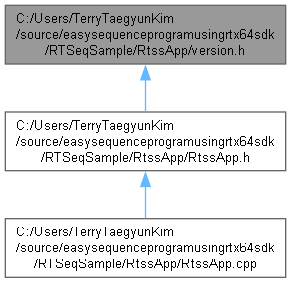 C:/Users/TerryTaegyunKim
/source/easysequenceprogramusingrtx64sdk
/RTSeqSample/RtssApp/version.h
C:/Users/TerryTaegyunKim
/source/easysequenceprogramusingrtx64sdk
/RTSeqSample/RtssApp/RtssApp.h
C:/Users/TerryTaegyunKim
/source/easysequenceprogramusingrtx64sdk
/RTSeqSample/RtssApp/RtssApp.cpp